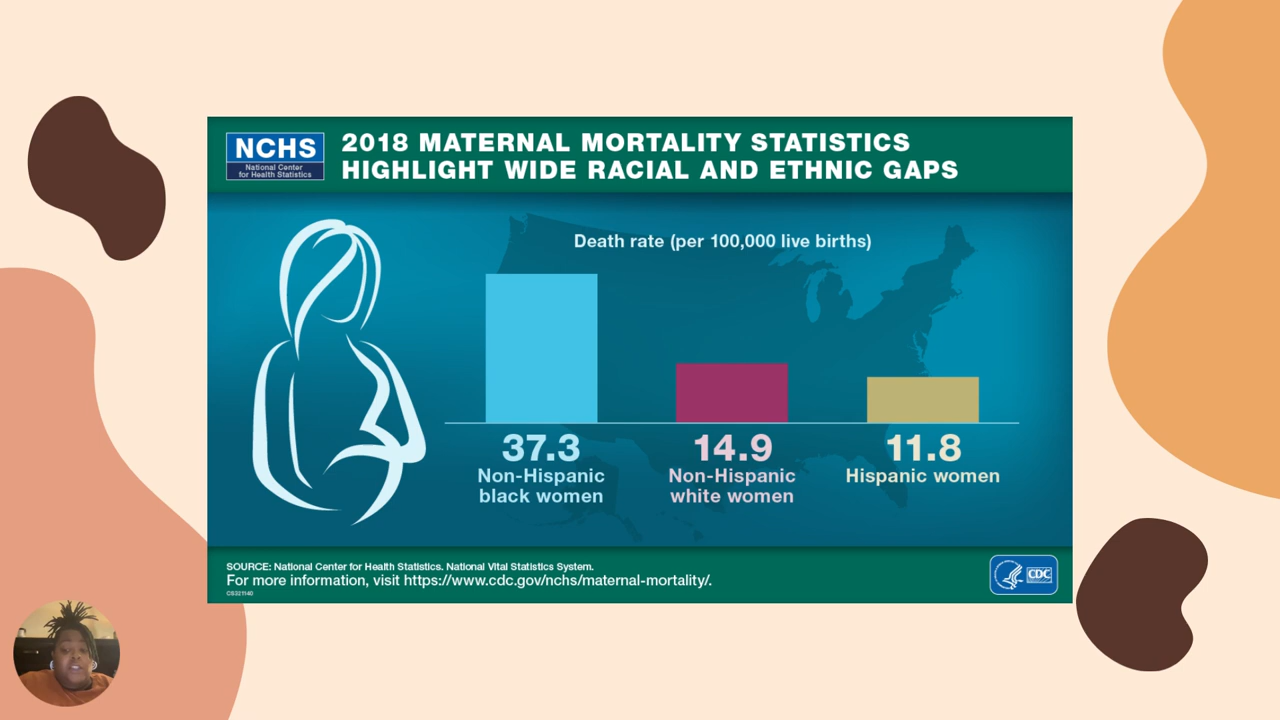 NCHS
National Center
for Health Statistics
2018 MATERNAL MORTALITY STATISTICS
HIGHLIGHT WIDE RACIAL AND ETHNIC GAPS
Death rate (per 100,000 live births)
37.3
Non-Hispanic
black women
14.9
Non-Hispanic
white women
11.8
Hispanic women
SOURCE: National Center for Health Statistics. National Vital Statistics System.
For more information, visit https://www.cdc.gov/nchs/maternal-mortality/.
CDC